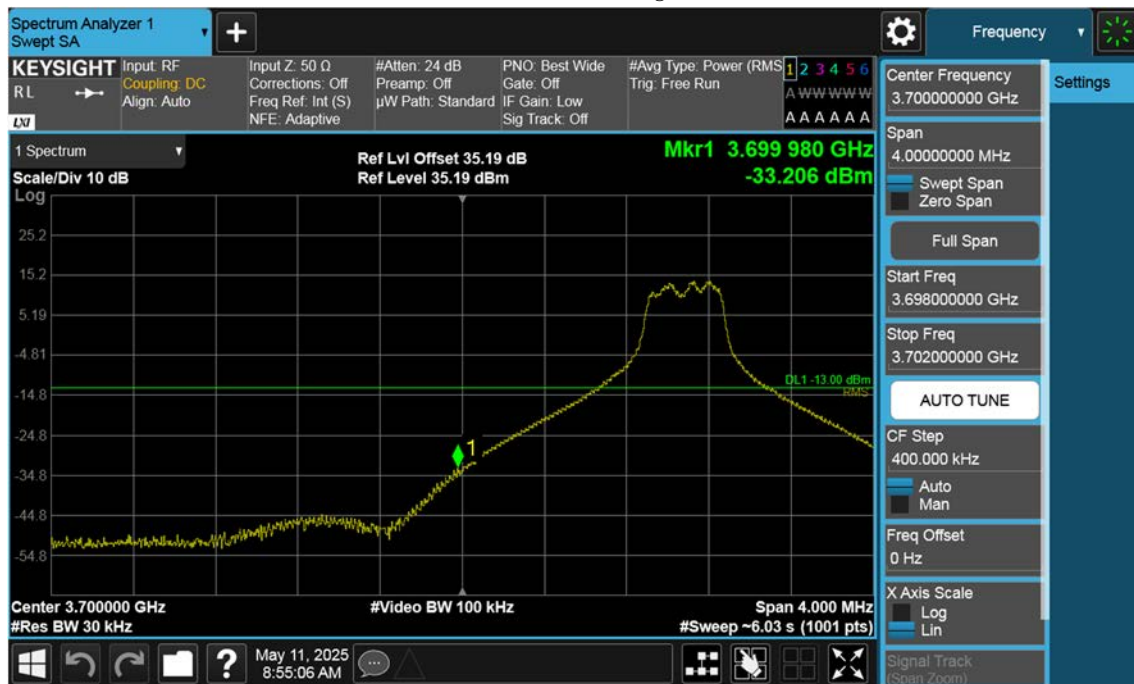 Spectrum Analyzer 1
Swept SA
+
Frequency
KEYSIGHT
RL
LXI
Input: RF
Coupling: DC
Align: Auto
Input Z: 50 Ω
Corrections: Off
Freq Ref: Int (S)
NFE: Adaptive
#Atten: 24 dB
Preamp: Off
µW Path: Standard
PNO: Best Wide
Gate: Off
IF Gain: Low
Sig Track: Off
#Avg Type: Power (RMS
Trig: Free Run
1 2 3 4 5 6
A W W W W W
A A A A A A
1 Spectrum
Scale/Div 10 dB
Log
Ref Lvl Offset 35.19 dB
Ref Level 35.19 dBm
Mkr1 3.699 980 GHz
-33.206 dBm
25.2
15.2
5.19
-4.81
-14.8
-24.8
-34.8
-44.8
-54.8
DL1 -13.00 dBm
RMS
1
Center 3.700000 GHz
#Res BW 30 kHz
#Video BW 100 kHz
Span 4.000 MHz
#Sweep ~6.03 s (1001 pts)
?
May 11, 2025
8:55:06 AM
Center Frequency
3.700000000 GHz
Span
4.00000000 MHz
Swept Span
Zero Span
Full Span
Start Freq
3.698000000 GHz
Stop Freq
3.702000000 GHz
AUTO TUNE
CF Step
400.000 kHz
Auto
Man
Freq Offset
0 Hz
X Axis Scale
Log
Lin
Signal Track
(Span Zoom)
Settings